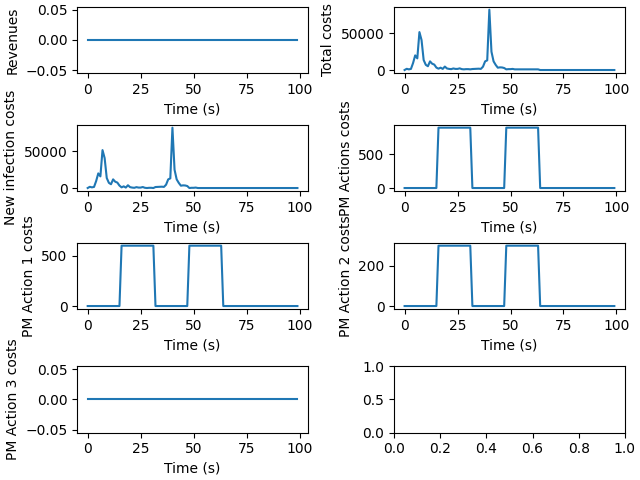 Revenues
0.05
0.00
−0.05
0 25 50 75 100
Time (s)
Total costs
50000
0
0 25 50 75 100
Time (s)
New infection costs
50000
0
0 25 50 75 100
Time (s)
PM Actions costs
500
0
0 25 50 75 100
Time (s)
PM Action 1 costs
500
0
0 25 50 75 100
Time (s)
PM Action 2 costs
200
0
0 25 50 75 100
Time (s)
PM Action 3 costs
0.05
0.00
−0.05
0 25 50 75 100
Time (s)
1.0
0.5
0.0
0.0 0.2 0.4 0.6 0.8 1.0